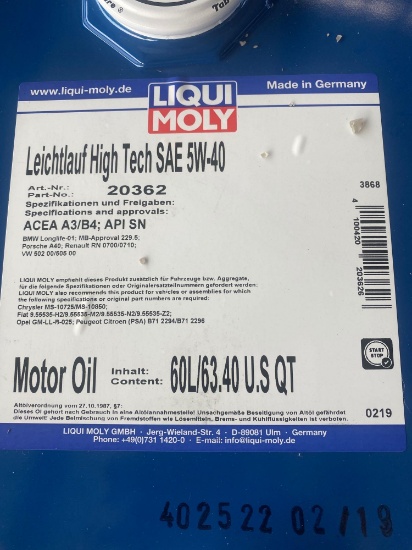 www.liqui-moly.de
LIQUI
MOLY
Made in Germany
Leichtlauf High Tech SAE 5W-40
Art.-Nr.:
Part-No.:
20362
3868
Spezifikationen und Freigaben:
Specifications and approvals:
ACEA A3/B4; API SN
BMW Longlife-01; MB-Approval 229.5;
Porsche A40; Renault RN 0700/0710;
VW 502 00/505 00
4 100420 203626
LIQUI MOLY empfiehlt dieses Produkt zusätzlich für Fahrzeuge bzw. Aggregate,
für die folgende Spezifikationen oder Originalersatzteilnummern gefordert werden:
LIQUI MOLY recommends this product for vehicles or assemblies for which
the following specifications or original part numbers are required:
Chrysler MS-10725/MS-10850;
Fiat 9.55535-H2/9.55535-M2/9.55535-N2/9.55535-Z2;
Opel GM-LL-B-025; Peugeot Citroen (PSA) B71 2294/B71 2296
START
STOP
Motor Oil
Inhalt:
Content:
60L/63.40 U.S QT
Altölverordnung vom 27.10.1987, §7:
Dieses Öl gehört nach Gebrauch in eine Altölannahmestelle! Unsachgemäße Beseitigung von Altöl gefährdet
die Umwelt! Jede Beimischung von Fremdstoffen wie Lösemitteln, Brems- und Kühlflüssigkeiten ist verboten.
0219
LIQUI MOLY GMBH · Jerg-Wieland-Str. 4 · D-89081 Ulm · Germany
Phone: +49(0)731 1420-0 · E-mail: info@liqui-moly.de
402522 02/19